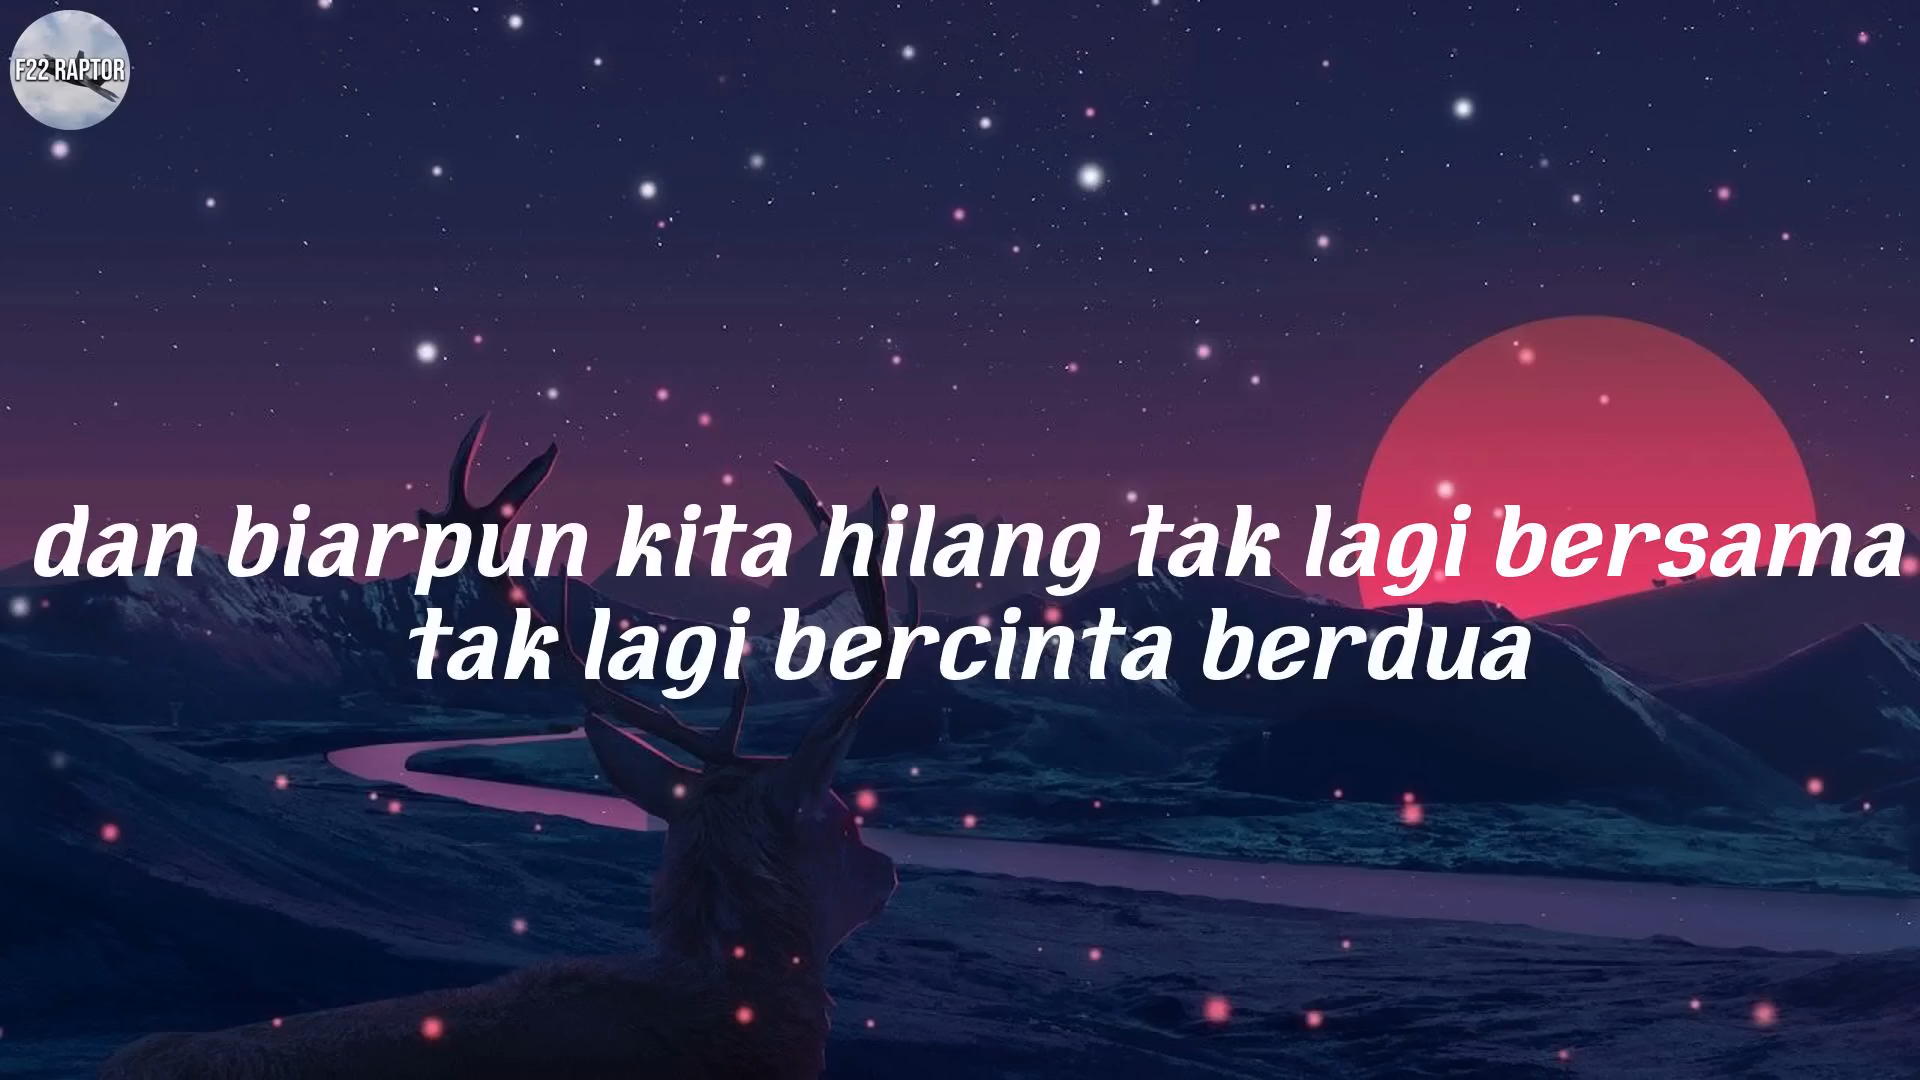 F22 RAPTOR
dan biarpun kita hilang tak lagi bersama
tak lagi bercinta berdua